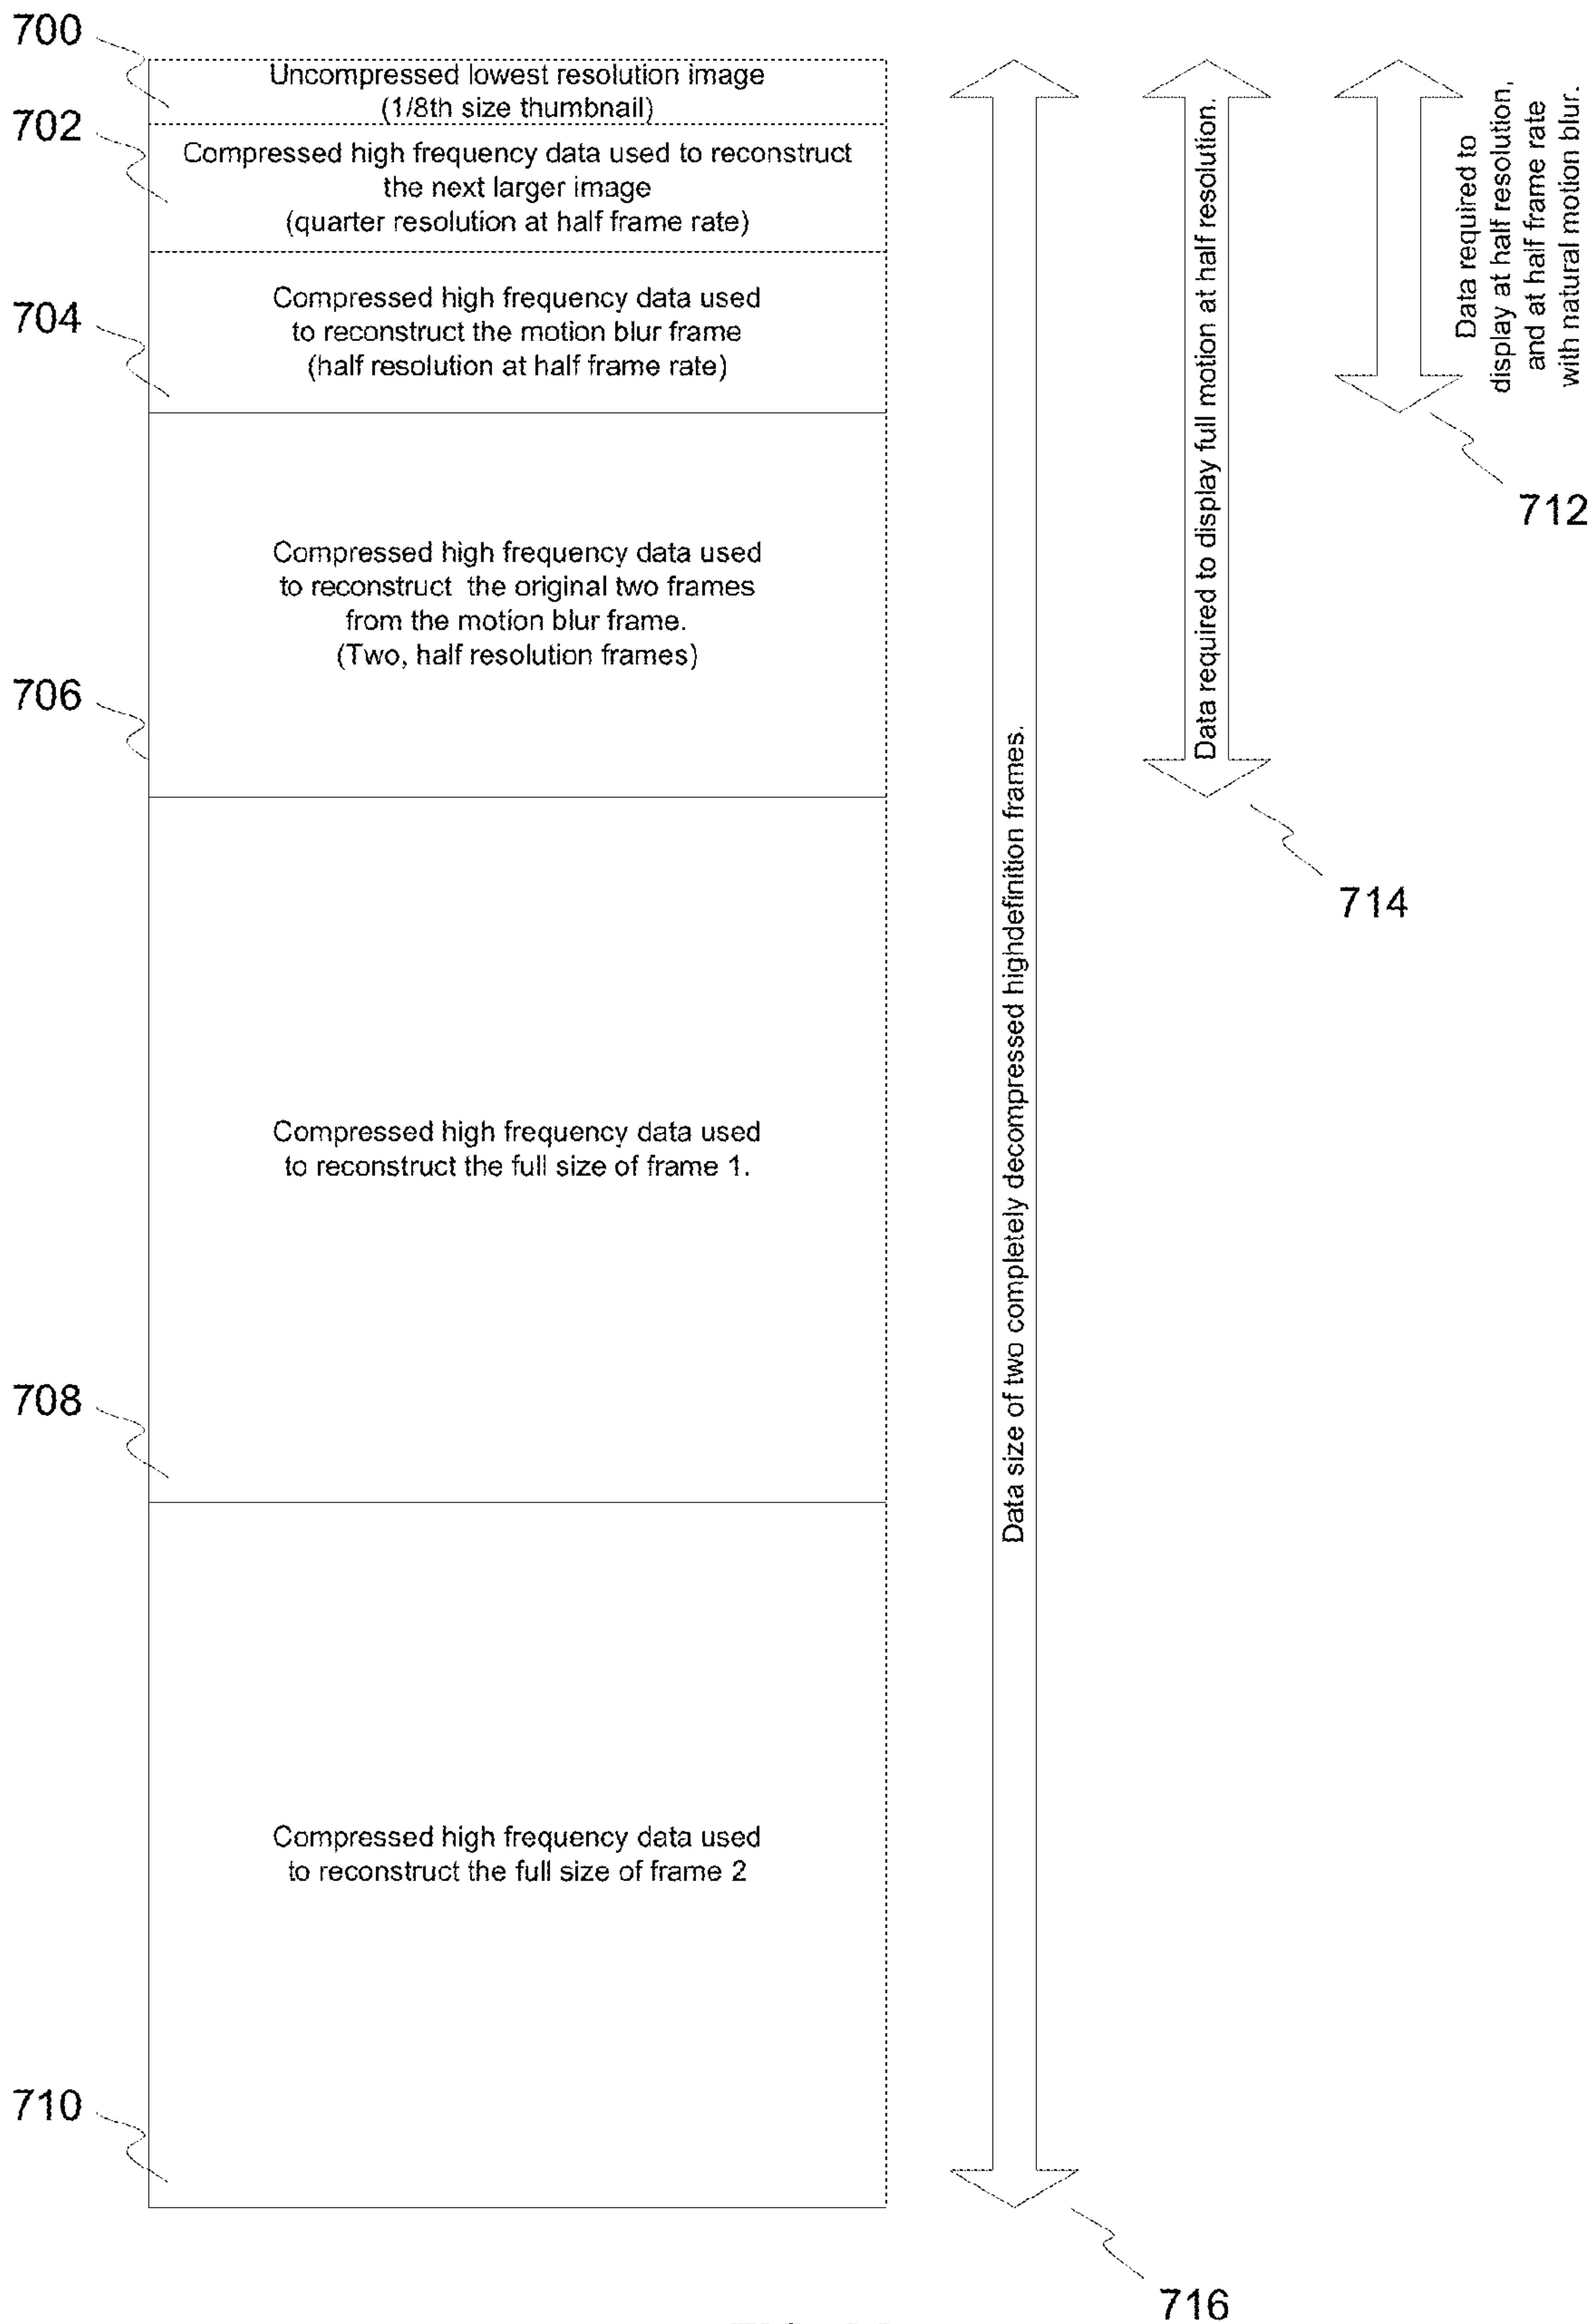 700
Uncompressed lowest resolution image
(1/8th size thumbnail)
702
Compressed high frequency data used to reconstruct
the next larger image
(quarter resolution at half frame rate)
704
Compressed high frequency data used
to reconstruct the motion blur frame
(half resolution at half frame rate)
706
Compressed high frequency data used
to reconstruct the original two frames
from the motion blur frame.
(Two, half resolution frames)
708
Compressed high frequency data used
to reconstruct the full size of frame 1.
710
Compressed high frequency data used
to reconstruct the full size of frame 2
Data size of two completely decompressed highdefinition frames.
716
Data required to display full motion at half resolution.
714
Data required to
display at half resolution,
and at half frame rate
with natural motion blur.
712